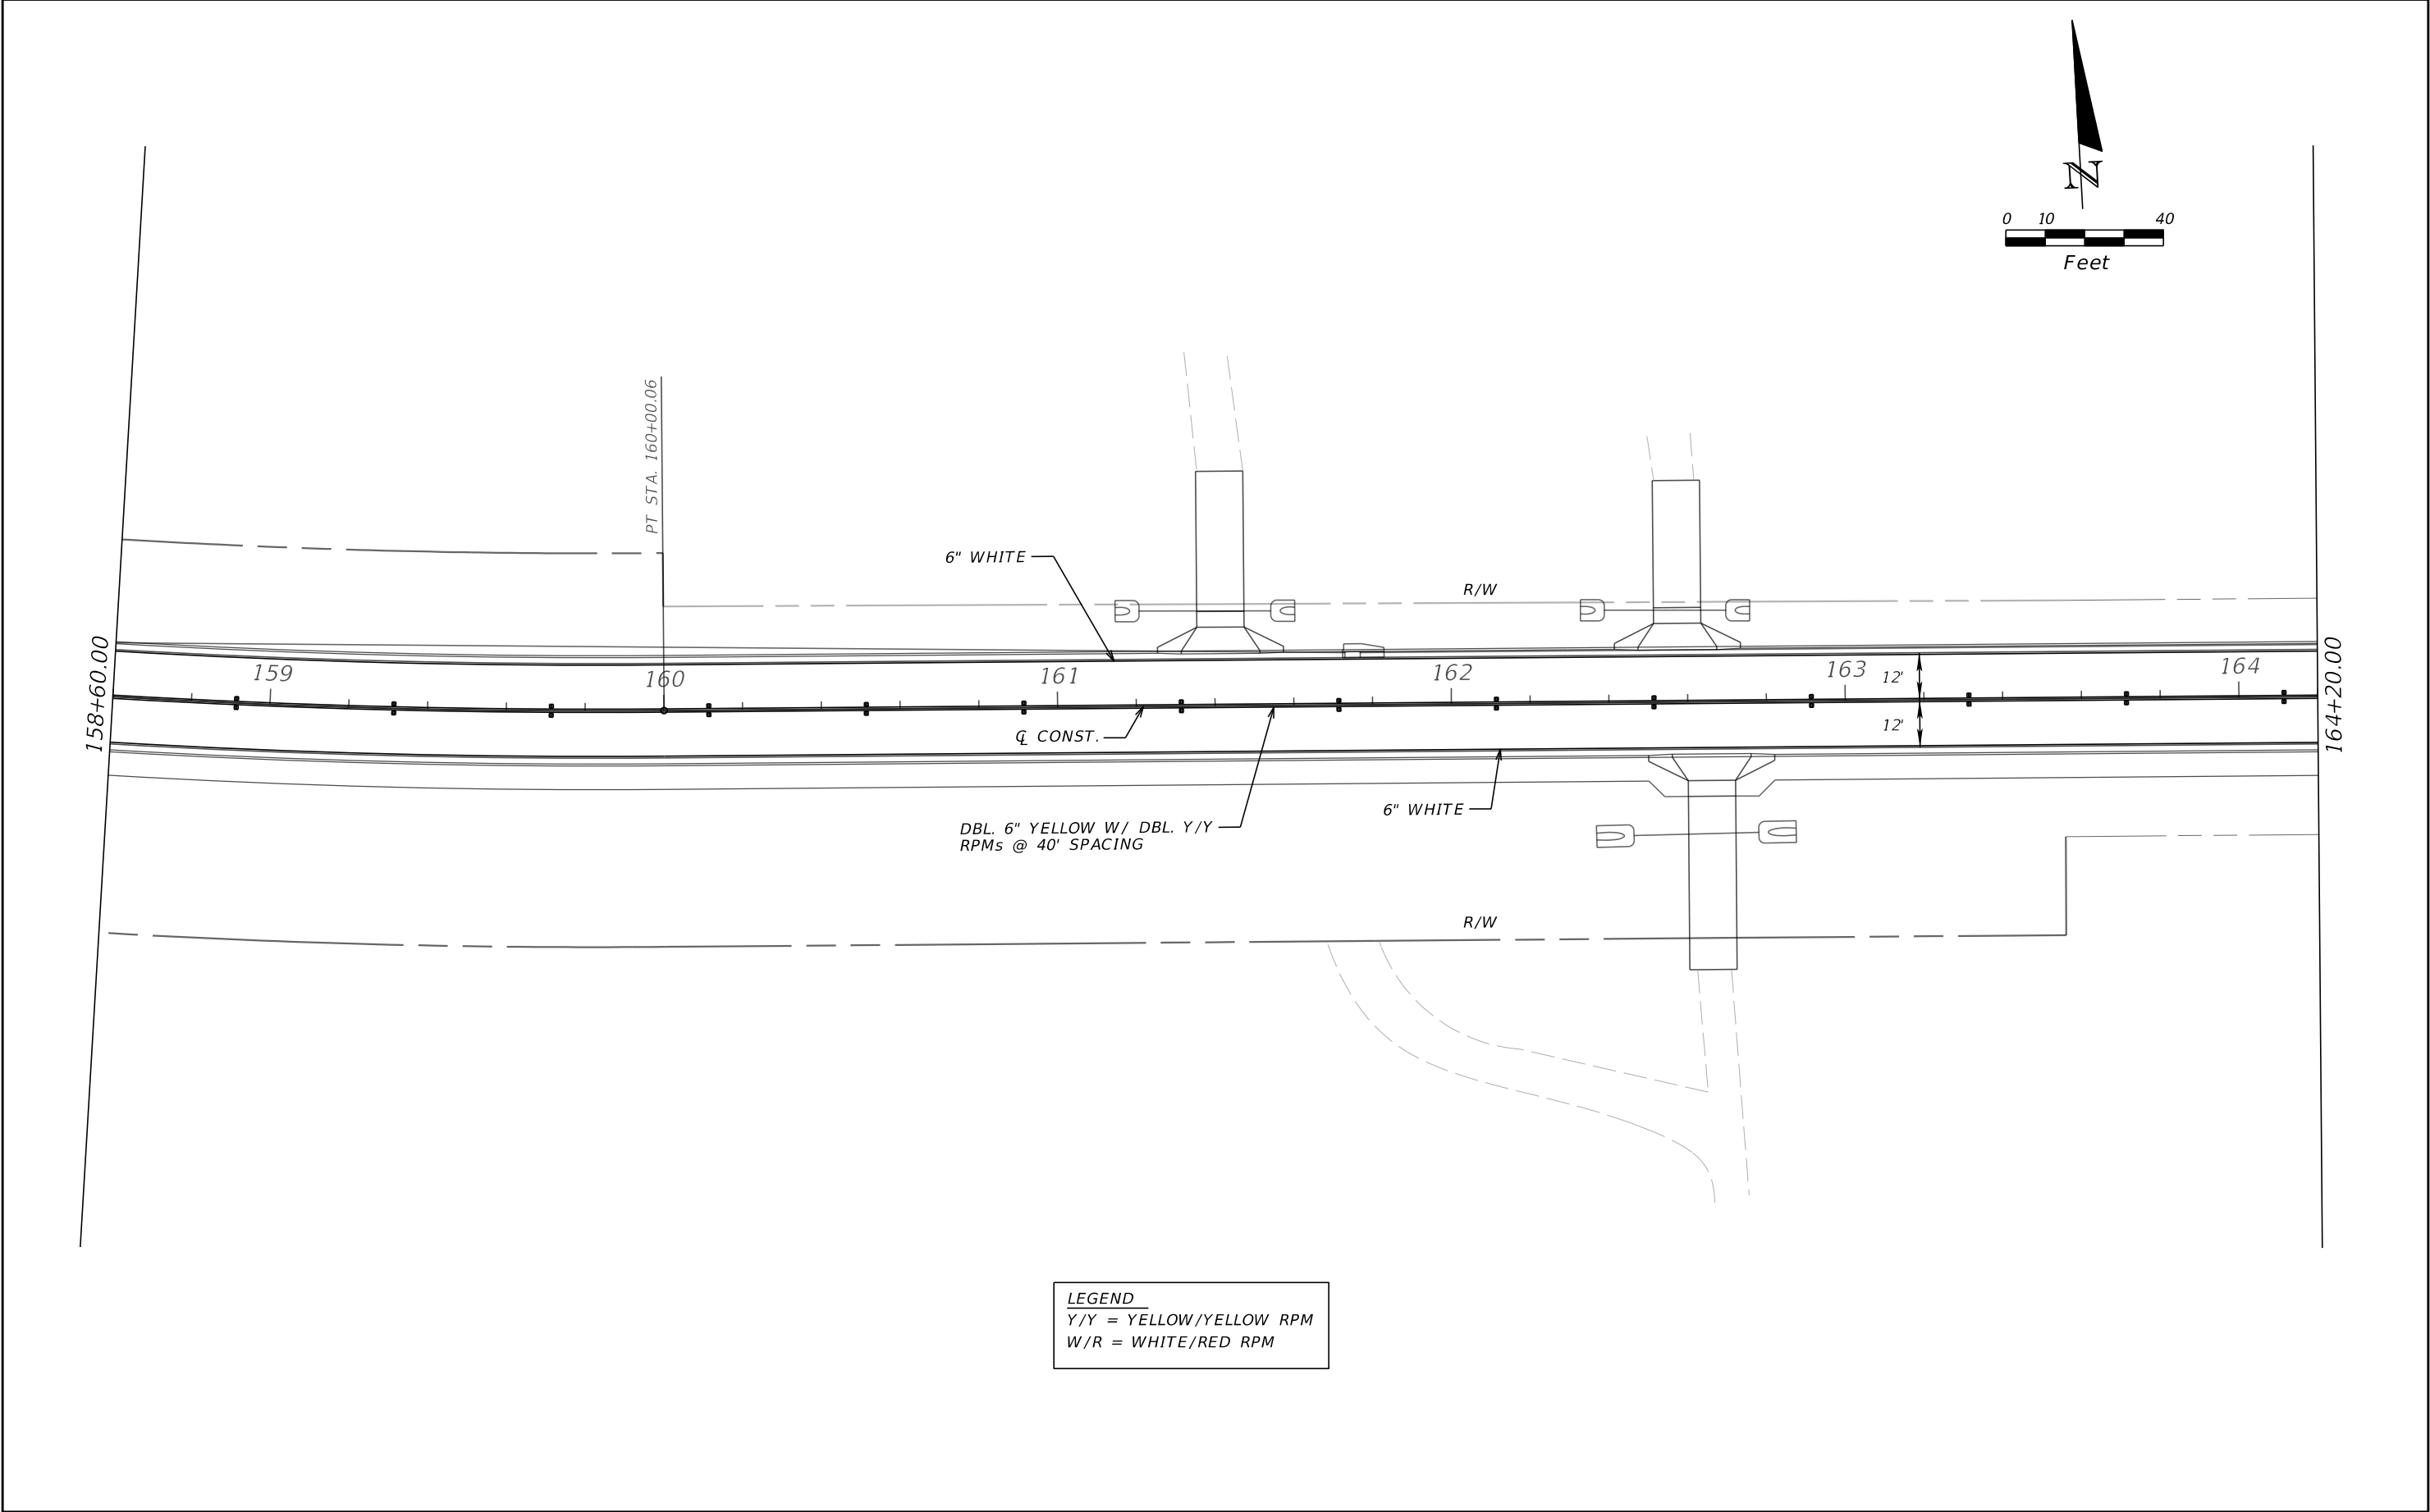 N
0 10 40
Feet
PT STA. 160+00.06
6" WHITE
R/W
158+60.00
159
160
161
162
163
164
12'
12'
164+20.00
℄ CONST.
6" WHITE
DBL. 6" YELLOW W/ DBL. Y/Y
RPMs @ 40' SPACING
R/W
LEGEND
Y/Y = YELLOW/YELLOW RPM
W/R = WHITE/RED RPM